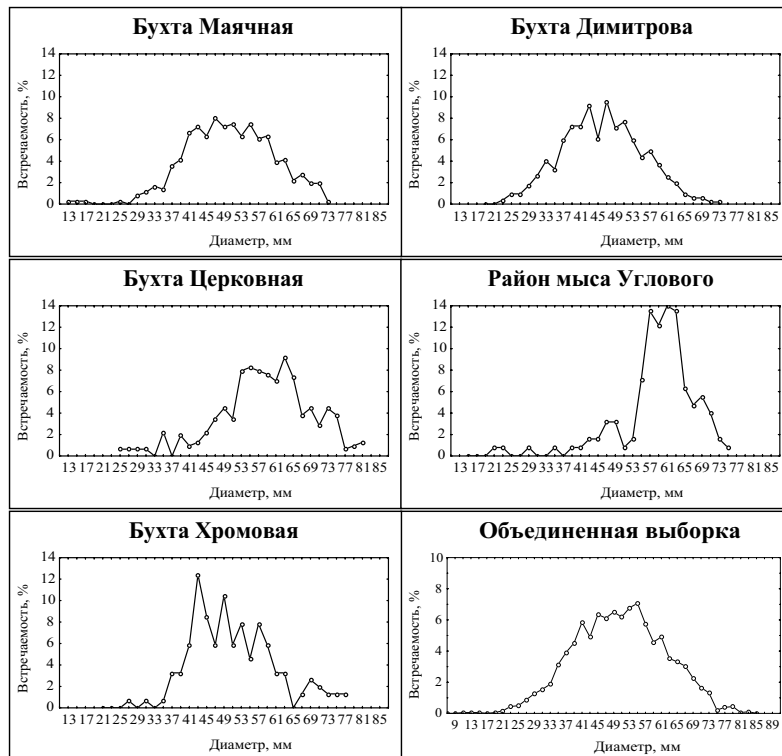 Бухта Маячная
Встречаемость, %
14
12
10
8
6
4
2
0
13 17 21 25 29 33 37 41 45 49 53 57 61 65 69 73 77 81 85
Диаметр, мм
Бухта Димитрова
Встречаемость, %
14
12
10
8
6
4
2
0
13 17 21 25 29 33 37 41 45 49 53 57 61 65 69 73 77 81 85
Диаметр, мм
Бухта Церковная
Встречаемость, %
14
12
10
8
6
4
2
0
13 17 21 25 29 33 37 41 45 49 53 57 61 65 69 73 77 81 85
Диаметр, мм
Район мыса Углового
Встречаемость, %
14
12
10
8
6
4
2
0
13 17 21 25 29 33 37 41 45 49 53 57 61 65 69 73 77 81 85
Диаметр, мм
Бухта Хромовая
Встречаемость, %
14
12
10
8
6
4
2
0
13 17 21 25 29 33 37 41 45 49 53 57 61 65 69 73 77 81 85
Диаметр, мм
Объединенная выборка
Встречаемость, %
10
8
6
4
2
0
9 13 17 21 25 29 33 37 41 45 49 53 57 61 65 69 73 77 81 85 89
Диаметр, мм